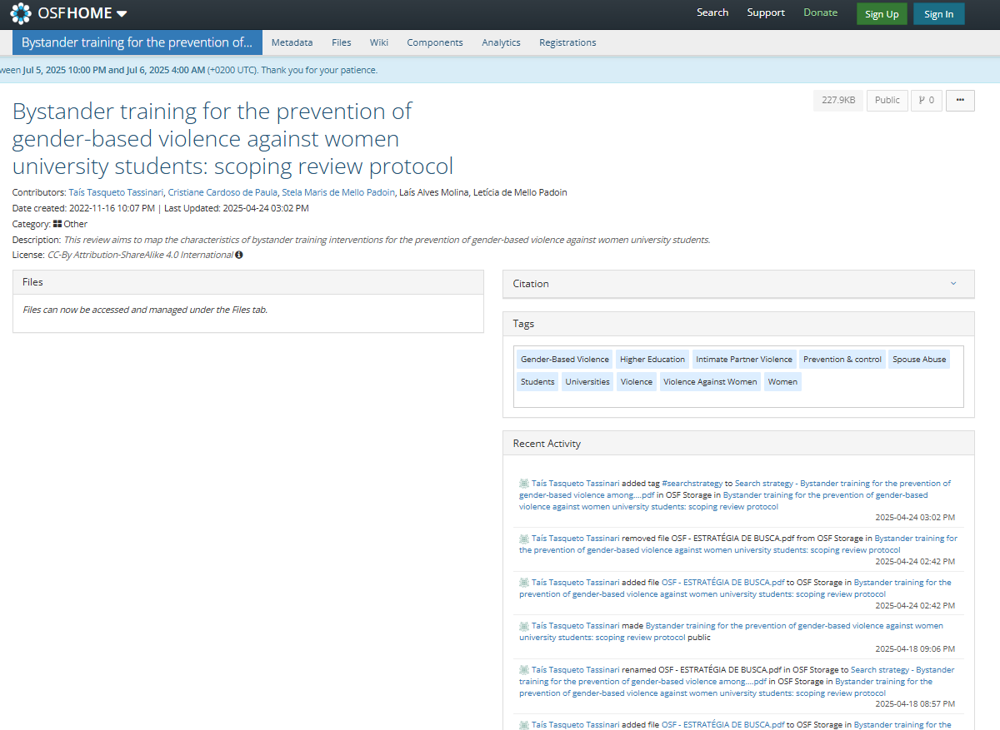 OSFHOME
Search
Support
Donate
Sign Up
Sign In
Bystander training for the prevention of...
Metadata
Files
Wiki
Components
Analytics
Registrations
ween Jul 5, 2025 10:00 PM and Jul 6, 2025 4:00 AM (+0200 UTC). Thank you for your patience.
227.9KB
Public
0
Bystander training for the prevention of
gender-based violence against women
university students: scoping review protocol
Contributors: Taís Tasqueto Tassinari, Cristiane Cardoso de Paula, Stela Maris de Mello Padoin, Laís Alves Molina, Letícia de Mello Padoin
Date created: 2022-11-16 10:07 PM | Last Updated: 2025-04-24 03:02 PM
Category: Other
Description: This review aims to map the characteristics of bystander training interventions for the prevention of gender-based violence against women university students.
License: CC-By Attribution-ShareAlike 4.0 International
Files
Files can now be accessed and managed under the Files tab.
Citation
Tags
Gender-Based Violence
Higher Education
Intimate Partner Violence
Prevention & control
Spouse Abuse
Students
Universities
Violence
Violence Against Women
Women
Recent Activity
Taís Tasqueto Tassinari added tag #searchstrategy to Search strategy - Bystander training for the prevention of
gender-based violence among....pdf in OSF Storage in Bystander training for the prevention of gender-based
violence against women university students: scoping review protocol
2025-04-24 03:02 PM
Taís Tasqueto Tassinari removed file OSF - ESTRATÉGIA DE BUSCA.pdf from OSF Storage in Bystander training for
the prevention of gender-based violence against women university students: scoping review protocol
2025-04-24 02:42 PM
Taís Tasqueto Tassinari added file OSF - ESTRATÉGIA DE BUSCA.pdf to OSF Storage in Bystander training for the
prevention of gender-based violence against women university students: scoping review protocol
2025-04-24 02:42 PM
Taís Tasqueto Tassinari made Bystander training for the prevention of gender-based violence against women
university students: scoping review protocol public
2025-04-18 09:06 PM
Taís Tasqueto Tassinari renamed OSF - ESTRATÉGIA DE BUSCA.pdf in OSF Storage to Search strategy - Bystander
training for the prevention of gender-based violence among....pdf in OSF Storage in Bystander training for the
prevention of gender-based violence against women university students: scoping review protocol
2025-04-18 08:57 PM
Taís Tasqueto Tassinari added file OSF - ESTRATÉGIA DE BUSCA.pdf to OSF Storage in Bystander training for the